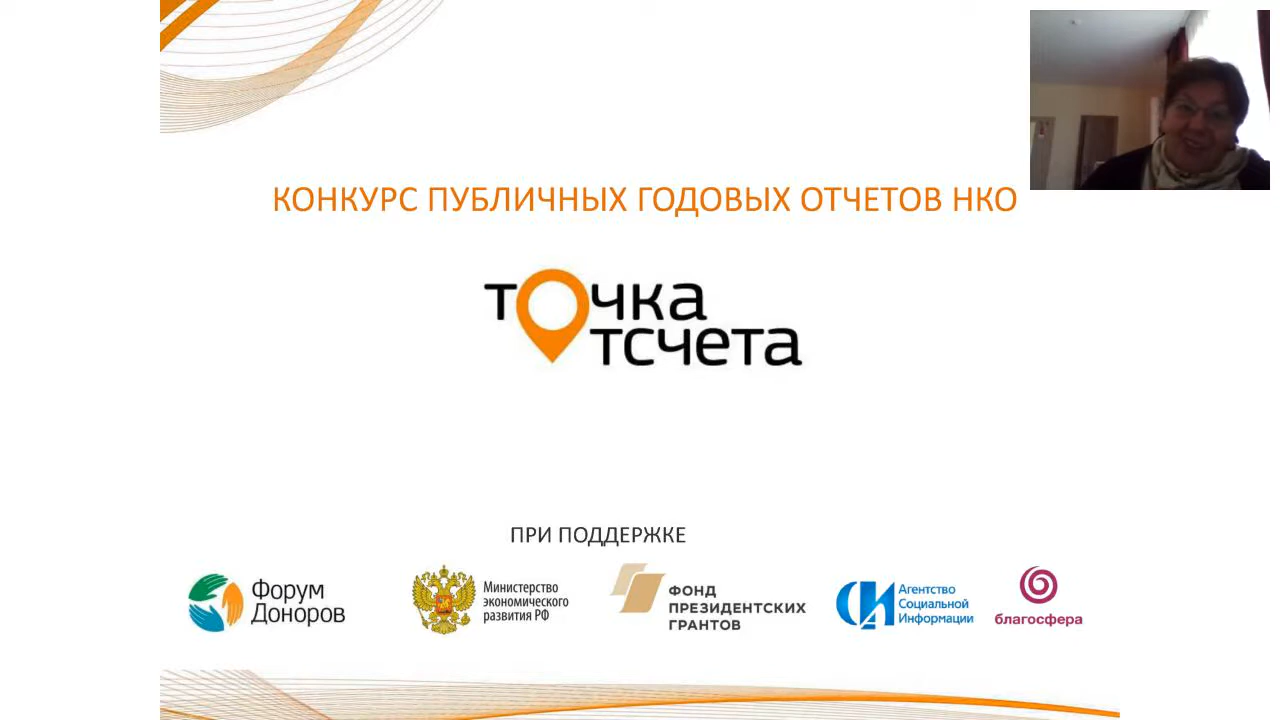 КОНКУРС ПУБЛИЧНЫХ ГОДОВЫХ ОТЧЕТОВ НКО
точка
отсчета
ПРИ ПОДДЕРЖКЕ
Форум
Доноров
Министерство
экономического
развития РФ
ФОНД
ПРЕЗИДЕНТСКИХ
ГРАНТОВ
СИ
Агентство
Социальной
Информации
благосфера